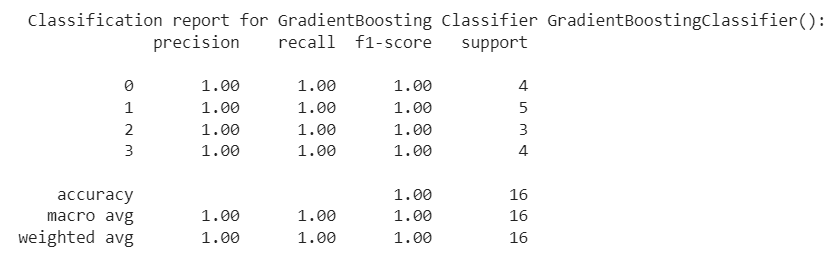 Classification report for GradientBoosting Classifier GradientBoostingClassifier():
precision recall f1-score support
0 1.00 1.00 1.00 4
1 1.00 1.00 1.00 5
2 1.00 1.00 1.00 3
3 1.00 1.00 1.00 4
accuracy 1.00 16
macro avg 1.00 1.00 1.00 16
weighted avg 1.00 1.00 1.00 16